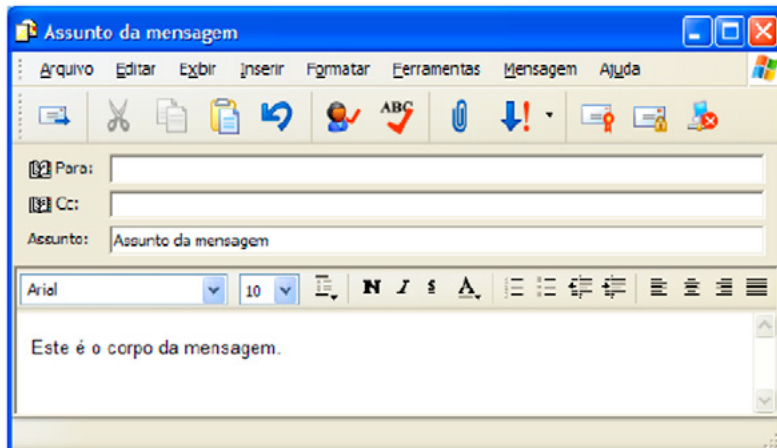 Assunto da mensagem
Arquivo Editar Exibir Inserir Formatar Ferramentas Mensagem Ajuda
ABC
Para:
Cc:
Assunto: Assunto da mensagem
Arial 10 N I s A
Este é o corpo da mensagem.